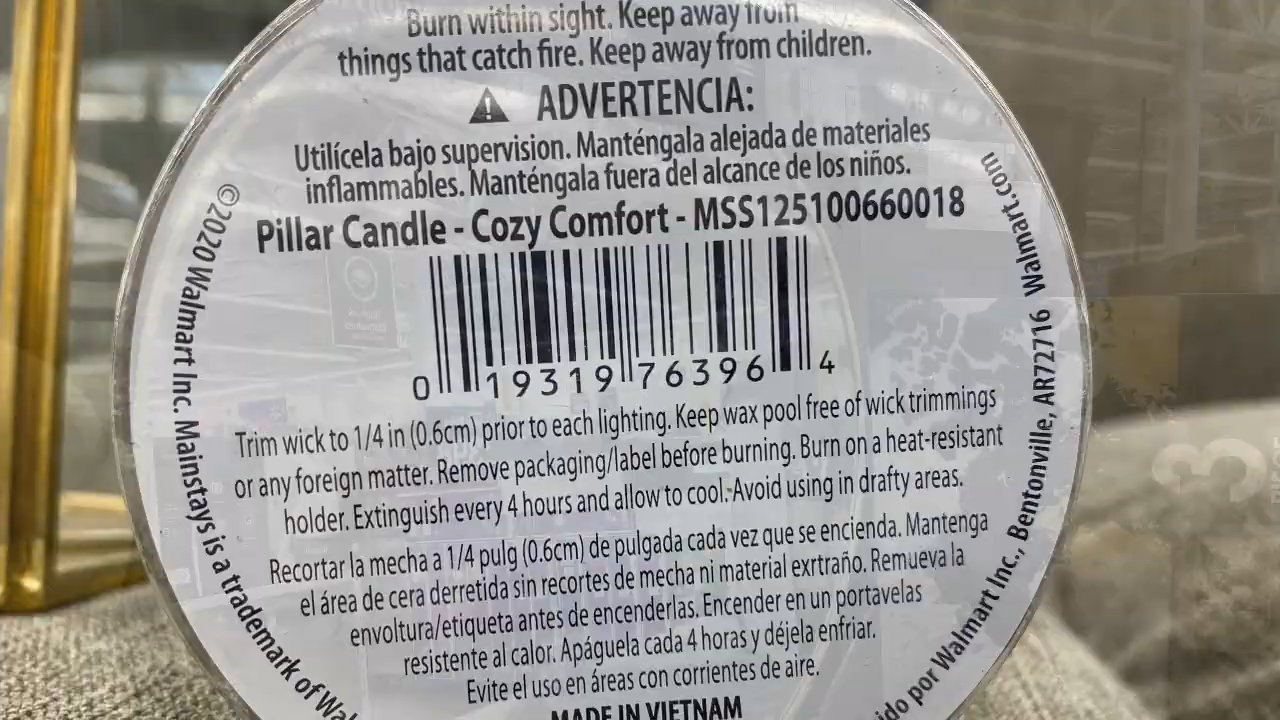 Burn within sight. Keep away from
things that catch fire. Keep away from children.
ADVERTENCIA:
Utilícela bajo supervision. Manténgala alejada de materiales
inflammables. Manténgala fuera del alcance de los niños.
Pillar Candle - Cozy Comfort - MSS125100660018
0 19319 76396 4
Trim wick to 1/4 in (0.6cm) prior to each lighting. Keep wax pool free of wick trimmings
or any foreign matter. Remove packaging/label before burning. Burn on a heat-resistant
holder. Extinguish every 4 hours and allow to cool. Avoid using in drafty areas.
Recortar la mecha a 1/4 pulg (0.6cm) de pulgada cada vez que se encienda. Mantenga
el área de cera derretida sin recortes de mecha ni material exrtraño. Remueva la
envoltura/etiqueta antes de encenderlas. Encender en un portavelas
resistente al calor. Apáguela cada 4 horas y déjela enfriar.
Evite el uso en áreas con corrientes de aire.
MADE IN VIETNAM
©2020 Walmart Inc. Mainstays is a trademark of
por Walmart Inc., Bentonville, AR72716 Walmart.com
3